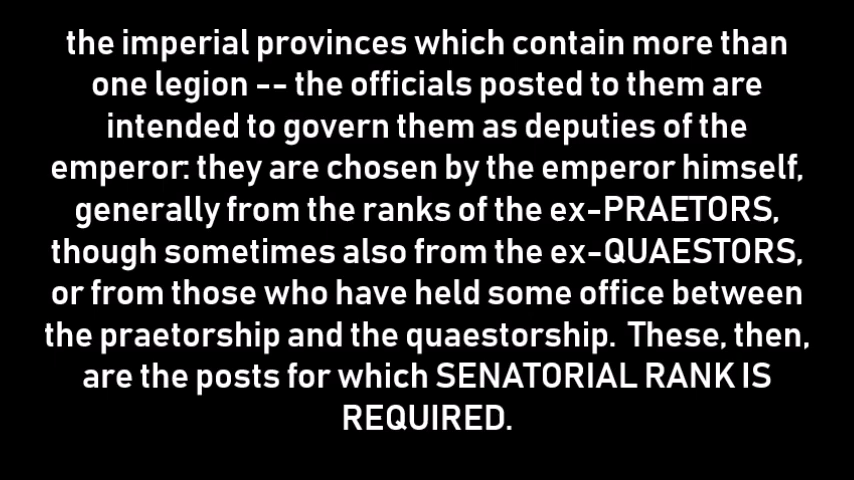 the imperial provinces which contain more than
one legion -- the officials posted to them are
intended to govern them as deputies of the
emperor: they are chosen by the emperor himself,
generally from the ranks of the ex-PRAETORS,
though sometimes also from the ex-QUAESTORS,
or from those who have held some office between
the praetorship and the quaestorship.  These, then,
are the posts for which SENATORIAL RANK IS
REQUIRED.